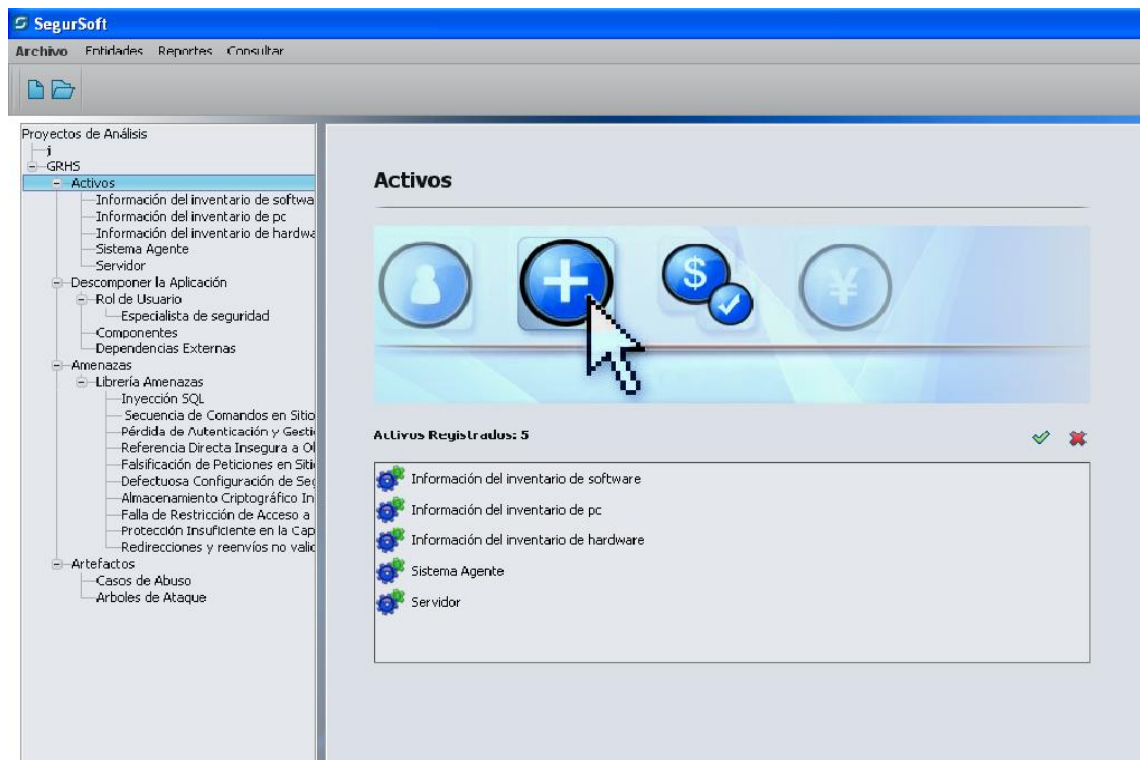 SegurSoft
Archivo Entidades Reportes Consultar
Proyectos de Análisis
j
GRHS
Activos
Información del inventario de softwa
Información del inventario de pc
Información del inventario de hardwa
Sistema Agente
Servidor
Descomponer la Aplicación
Rol de Usuario
Especialista de seguridad
Componentes
Dependencias Externas
Amenazas
Librería Amenazas
Inyección SQL
Secuencia de Comandos en Sitio
Pérdida de Autenticación y Gesti
Referencia Directa Insegura a Ol
Falsificación de Peticiones en Siti
Defectuosa Configuración de Seg
Almacenamiento Criptográfico In
Falla de Restricción de Acceso a
Protección Insuficiente en la Cap
Redirecciones y reenvíos no valid
Artefactos
Casos de Abuso
Arboles de Ataque
Activos
$
¥
Activos Registrados: 5
Información del inventario de software
Información del inventario de pc
Información del inventario de hardware
Sistema Agente
Servidor